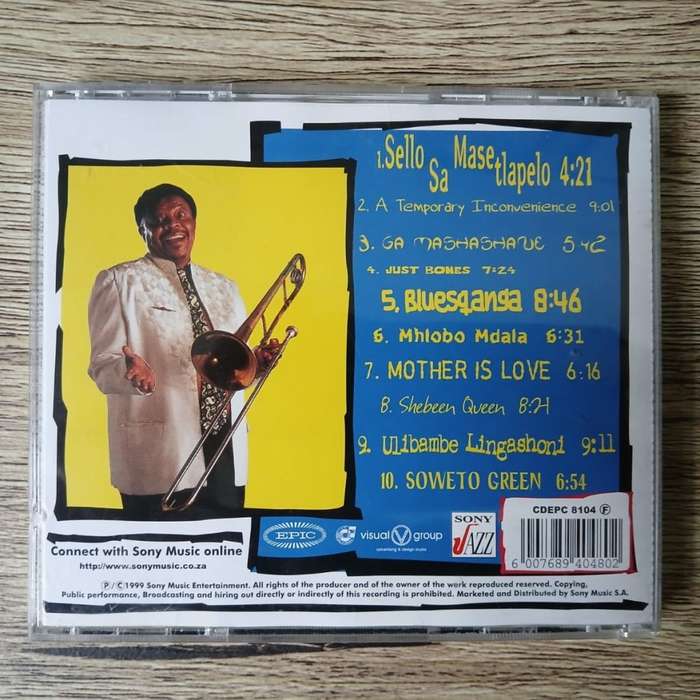 1. Sello Sa Masetlapelo 4:21
2. A Temporary Inconvenience 9:01
3. GA MASHASHANE 5:42
4. JUST BONES 7:24
5. Bluesqanga 8:46
6. Mhlobo Mdala 6:31
7. MOTHER IS LOVE 6:16
8. Shebeen Queen 8:21
9. Ulibambe Lingashoni 9:11
10. SOWETO GREEN 6:54
EPIC
visual V group
advertising & design studio
SONY JAZZ
CDEPC 8104 F
6 007689 404802
Connect with Sony Music online
http://www.sonymusic.co.za
P/C 1999 Sony Music Entertainment. All rights of the producer and of the owner of the work reproduced reserved. Copying,
Public performance, Broadcasting and hiring out directly or indirectly of this recording is prohibited. Marketed and Distributed by Sony Music S.A.